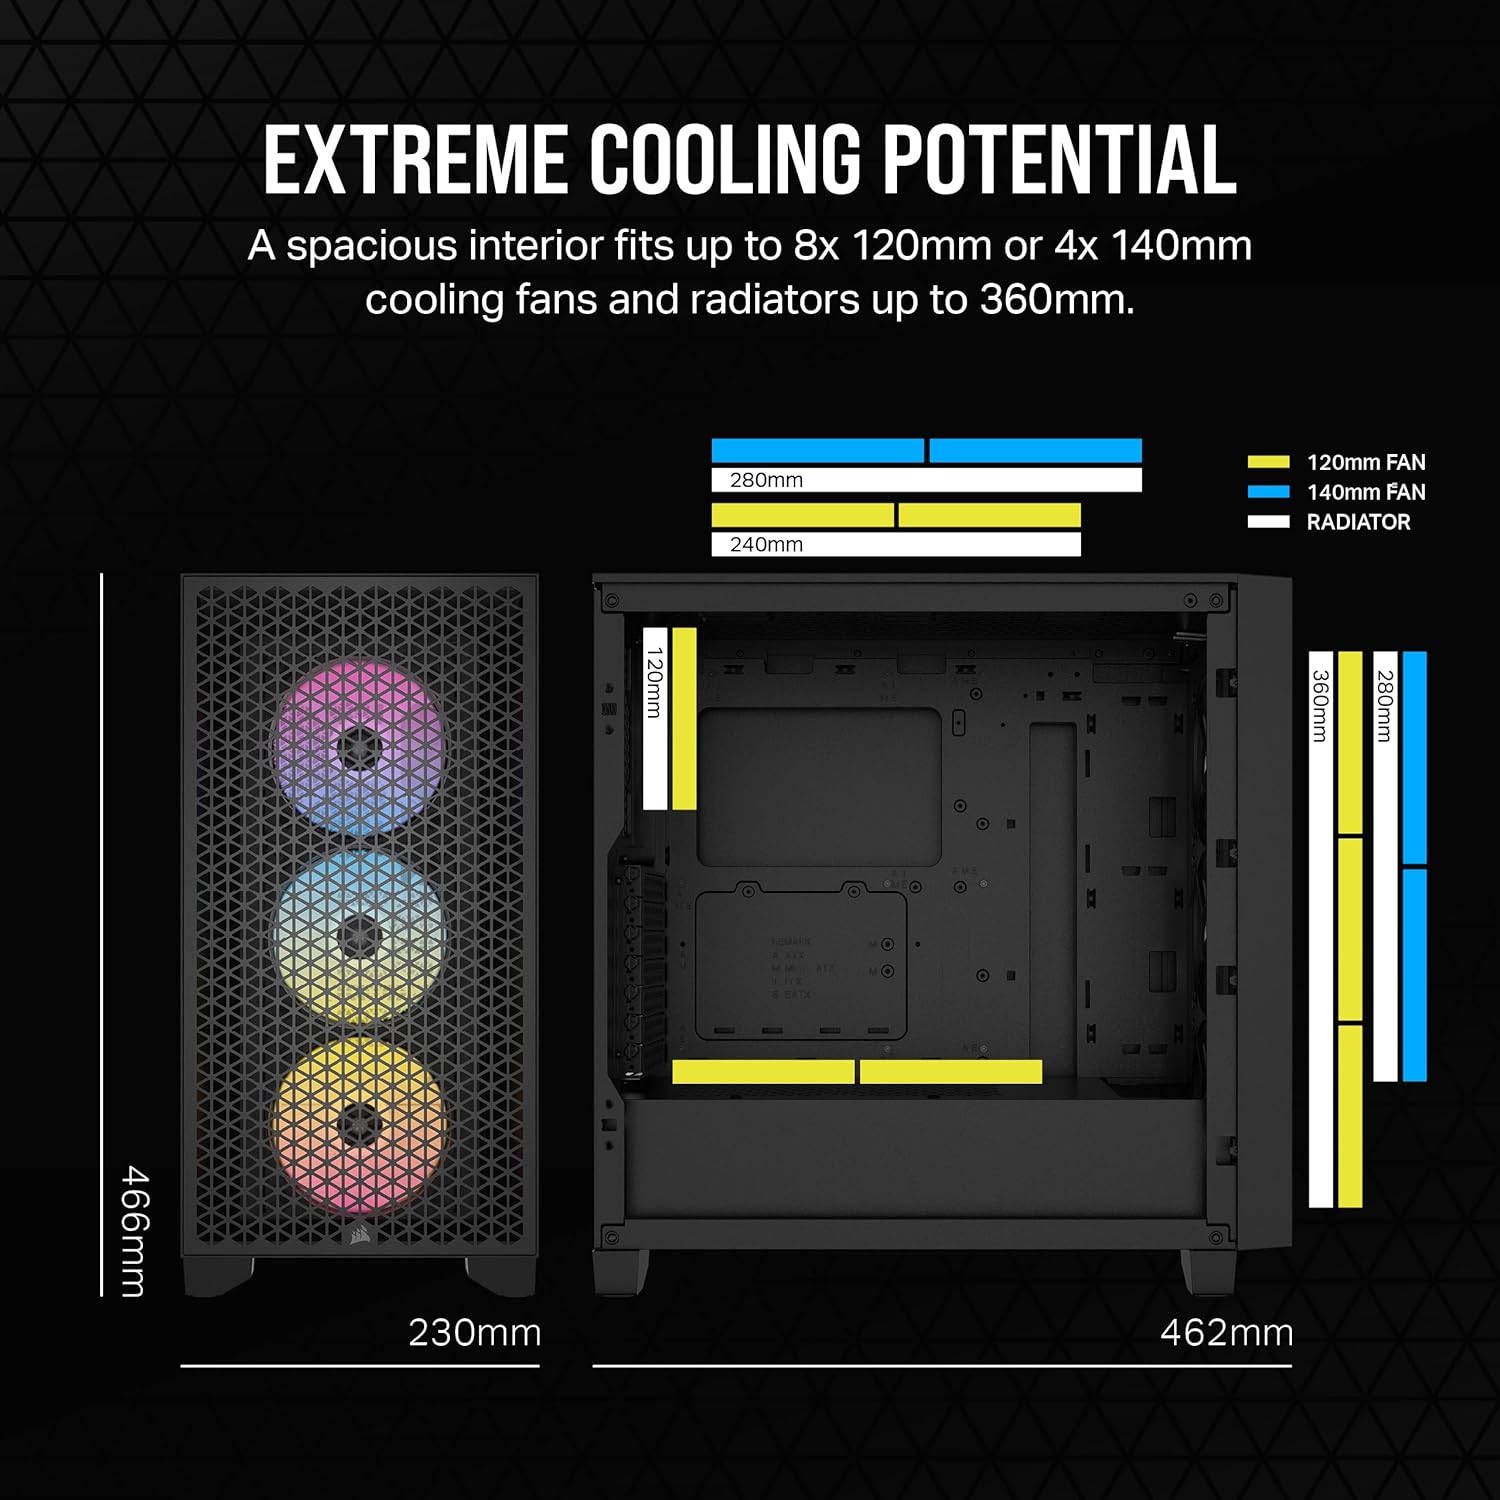 EXTREME COOLING POTENTIAL
A spacious interior fits up to 8x 120mm or 4x 140mm
cooling fans and radiators up to 360mm.
280mm
240mm
120mm FAN
140mm FAN
RADIATOR
120mm
360mm
280mm
466mm
230mm
462mm